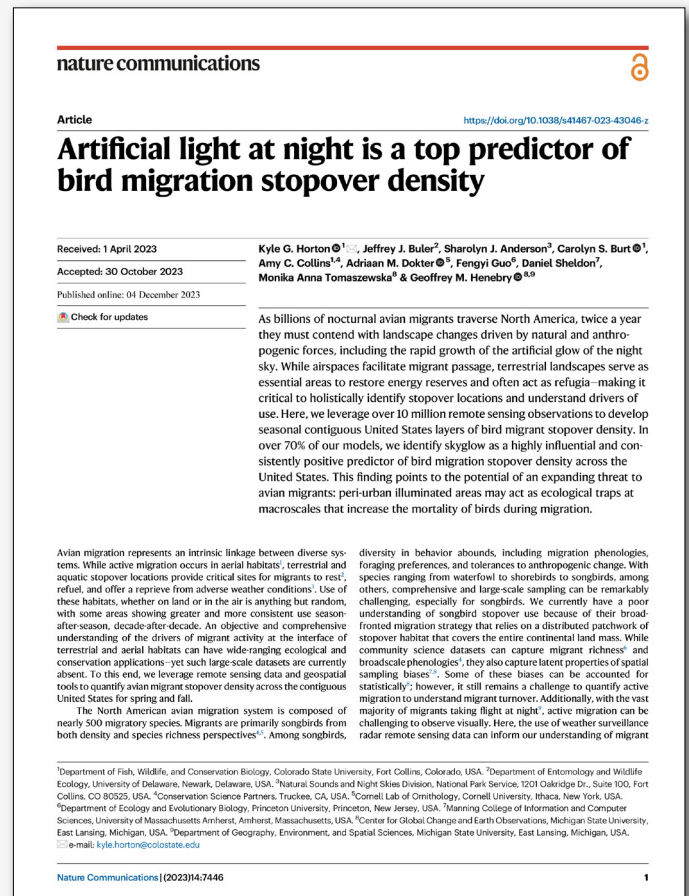 nature communications
Article
https://doi.org/10.1038/s41467-023-43046-z
Artificial light at night is a top predictor of
bird migration stopover density
Received: 1 April 2023
Accepted: 30 October 2023
Published online: 04 December 2023
Check for updates
Kyle G. Horton 1 , Jeffrey J. Buler2, Sharolyn J. Anderson3, Carolyn S. Burt 1,
Amy C. Collins1,4, Adriaan M. Dokter 5, Fengyi Guo6, Daniel Sheldon7,
Monika Anna Tomaszewska8 & Geoffrey M. Henebry 8,9
As billions of nocturnal avian migrants traverse North America, twice a year
they must contend with landscape changes driven by natural and anthro-
pogenic forces, including the rapid growth of the artificial glow of the night
sky. While airspaces facilitate migrant passage, terrestrial landscapes serve as
essential areas to restore energy reserves and often act as refugia—making it
critical to holistically identify stopover locations and understand drivers of
use. Here, we leverage over 10 million remote sensing observations to develop
seasonal contiguous United States layers of bird migrant stopover density. In
over 70% of our models, we identify skyglow as a highly influential and con-
sistently positive predictor of bird migration stopover density across the
United States. This finding points to the potential of an expanding threat to
avian migrants: peri-urban illuminated areas may act as ecological traps at
macroscales that increase the mortality of birds during migration.
Avian migration represents an intrinsic linkage between diverse sys-
tems. While active migration occurs in aerial habitats1, terrestrial and
aquatic stopover locations provide critical sites for migrants to rest2,
refuel, and offer a reprieve from adverse weather conditions3. Use of
these habitats, whether on land or in the air is anything but random,
with some areas showing greater and more consistent use season-
after-season, decade-after-decade. An objective and comprehensive
understanding of the drivers of migrant activity at the interface of
terrestrial and aerial habitats can have wide-ranging ecological and
conservation applications—yet such large-scale datasets are currently
absent. To this end, we leverage remote sensing data and geospatial
tools to quantify avian migrant stopover density across the contiguous
United States for spring and fall.
The North American avian migration system is composed of
nearly 500 migratory species. Migrants are primarily songbirds from
both density and species richness perspectives4,5. Among songbirds,
diversity in behavior abounds, including migration phenologies,
foraging preferences, and tolerances to anthropogenic change. With
species ranging from waterfowl to shorebirds to songbirds, among
others, comprehensive and large-scale sampling can be remarkably
challenging, especially for songbirds. We currently have a poor
understanding of songbird stopover use because of their broad-
fronted migration strategy that relies on a distributed patchwork of
stopover habitat that covers the entire continental land mass. While
community science datasets can capture migrant richness6 and
broadscale phenologies4, they also capture latent properties of spatial
sampling biases7,8. Some of these biases can be accounted for
statistically8; however, it still remains a challenge to quantify active
migration to understand migrant turnover. Additionally, with the vast
majority of migrants taking flight at night9, active migration can be
challenging to observe visually. Here, the use of weather surveillance
radar remote sensing data can inform our understanding of migrant
1Department of Fish, Wildlife, and Conservation Biology, Colorado State University, Fort Collins, Colorado, USA. 2Department of Entomology and Wildlife
Ecology, University of Delaware, Newark, Delaware, USA. 3Natural Sounds and Night Skies Division, National Park Service, 1201 Oakridge Dr., Suite 100, Fort
Collins, CO 80525, USA. 4Conservation Science Partners, Truckee, CA, USA. 5Cornell Lab of Ornithology, Cornell University, Ithaca, New York, USA.
6Department of Ecology and Evolutionary Biology, Princeton University, Princeton, New Jersey, USA. 7Manning College of Information and Computer
Sciences, University of Massachusetts Amherst, Amherst, Massachusetts, USA. 8Center for Global Change and Earth Observations, Michigan State University,
East Lansing, Michigan, USA. 9Department of Geography, Environment, and Spatial Sciences, Michigan State University, East Lansing, Michigan, USA.
e-mail: kyle.horton@colostate.edu
Nature Communications | (2023)14:7446
1